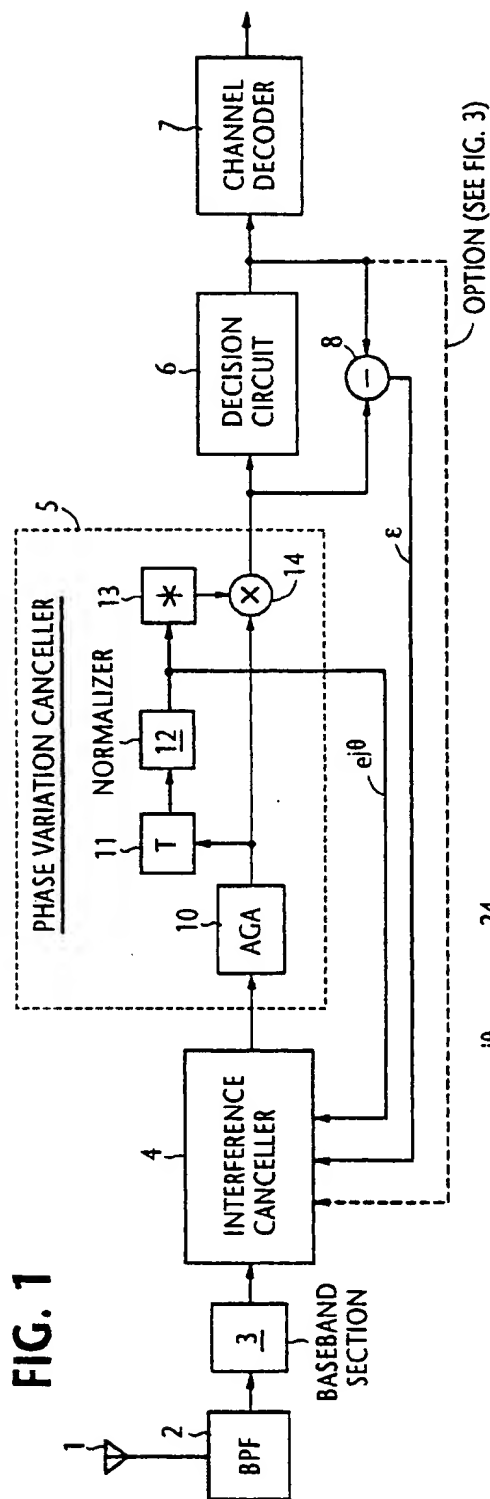 FIG. 1
1
2
BPF
3
BASEBAND
SECTION
4
INTERFERENCE
CANCELLER
5
PHASE VARIATION CANCELLER
10
AGA
11
T
NORMALIZER
12
13
*
14
×
ejθ
6
DECISION
CIRCUIT
8
−
ε
7
CHANNEL
DECODER
OPTION (SEE FIG. 3)